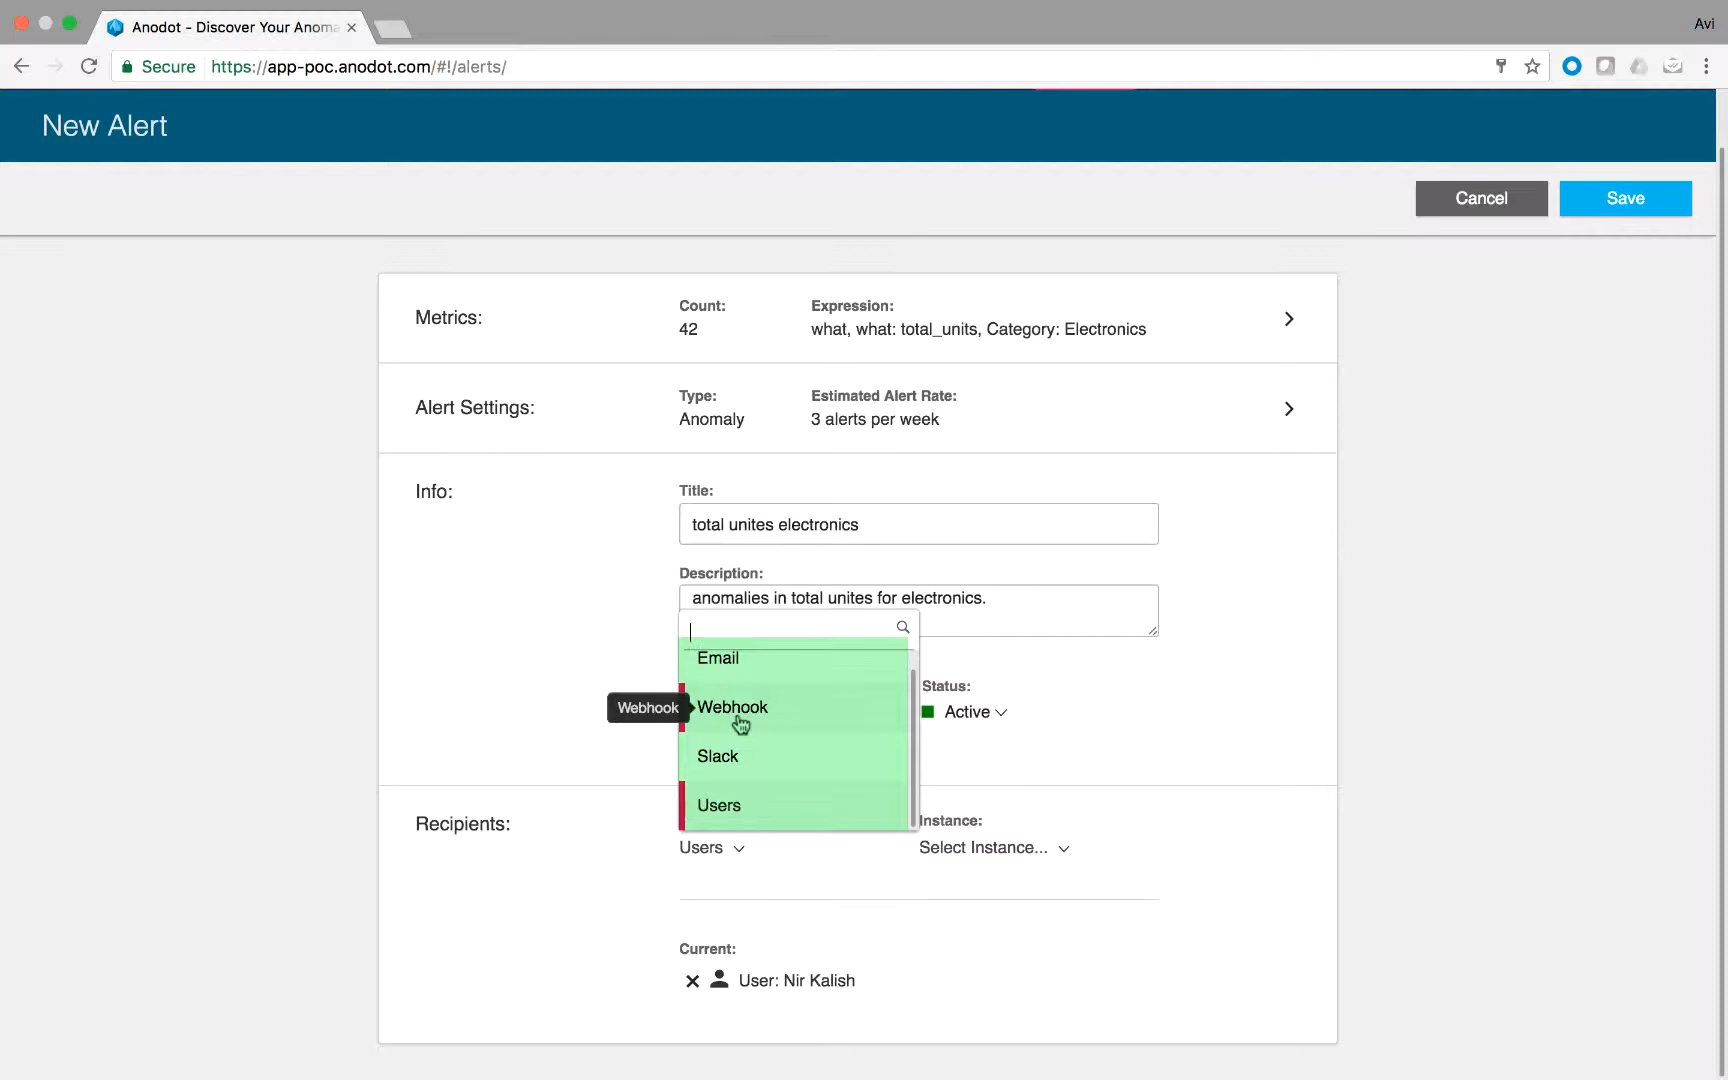 Anodot - Discover Your Anoma
Avi
Secure https://app-poc.anodot.com/#!/alerts/
New Alert
Cancel Save
Metrics:
Count:
42
Expression:
what, what: total_units, Category: Electronics
Alert Settings:
Type:
Anomaly
Estimated Alert Rate:
3 alerts per week
Info:
Title:
total unites electronics
Description:
anomalies in total unites for electronics.
Email
Webhook
Webhook
Slack
Users
Status:
Active
Recipients:
Users
Instance:
Select Instance...
Current:
User: Nir Kalish